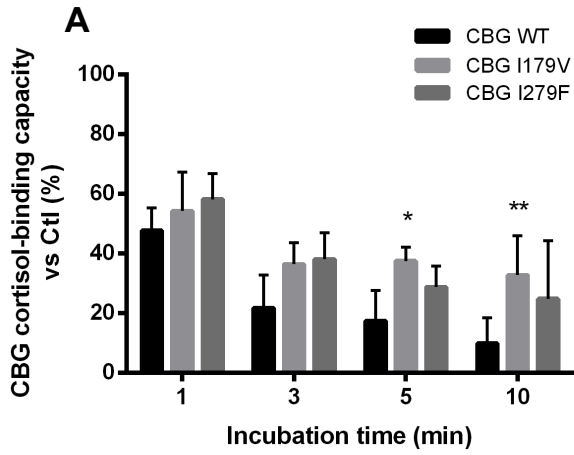 A
CBG WT
CBG I179V
CBG I279F
CBG cortisol-binding capacity
vs Ctl (%)
100
80
60
40
20
0
*
**
1 3 5 10
Incubation time (min)